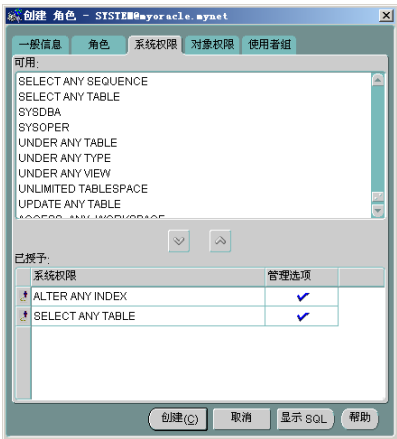 创建 角色 - SYSTEM@myoracle.mynet
一般信息 角色 系统权限 对象权限 使用者组
可用:
SELECT ANY SEQUENCE
SELECT ANY TABLE
SYSDBA
SYSOPER
UNDER ANY TABLE
UNDER ANY TYPE
UNDER ANY VIEW
UNLIMITED TABLESPACE
UPDATE ANY TABLE
ACCESS_ANY_WORKSPACE
已授予:
系统权限 管理选项
ALTER ANY INDEX
SELECT ANY TABLE
创建(C) 取消 显示 SQL 帮助